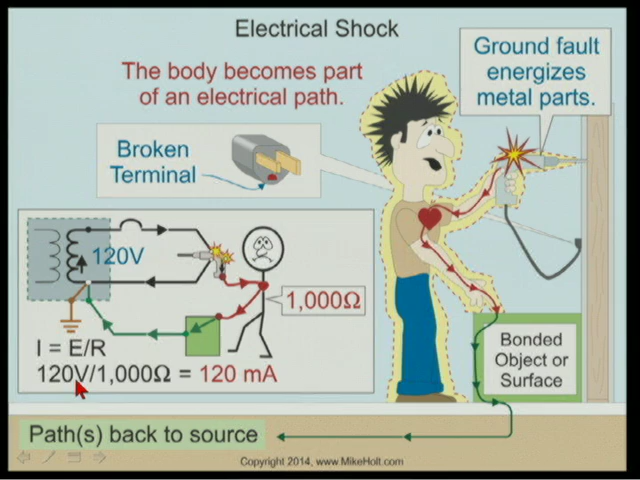 Electrical Shock
The body becomes part
of an electrical path.
Ground fault
energizes
metal parts.
Broken
Terminal
120V
1,000Ω
I = E/R
120V/1,000Ω = 120 mA
Bonded
Object or
Surface
Path(s) back to source
Copyright 2014, www.MikeHolt.com